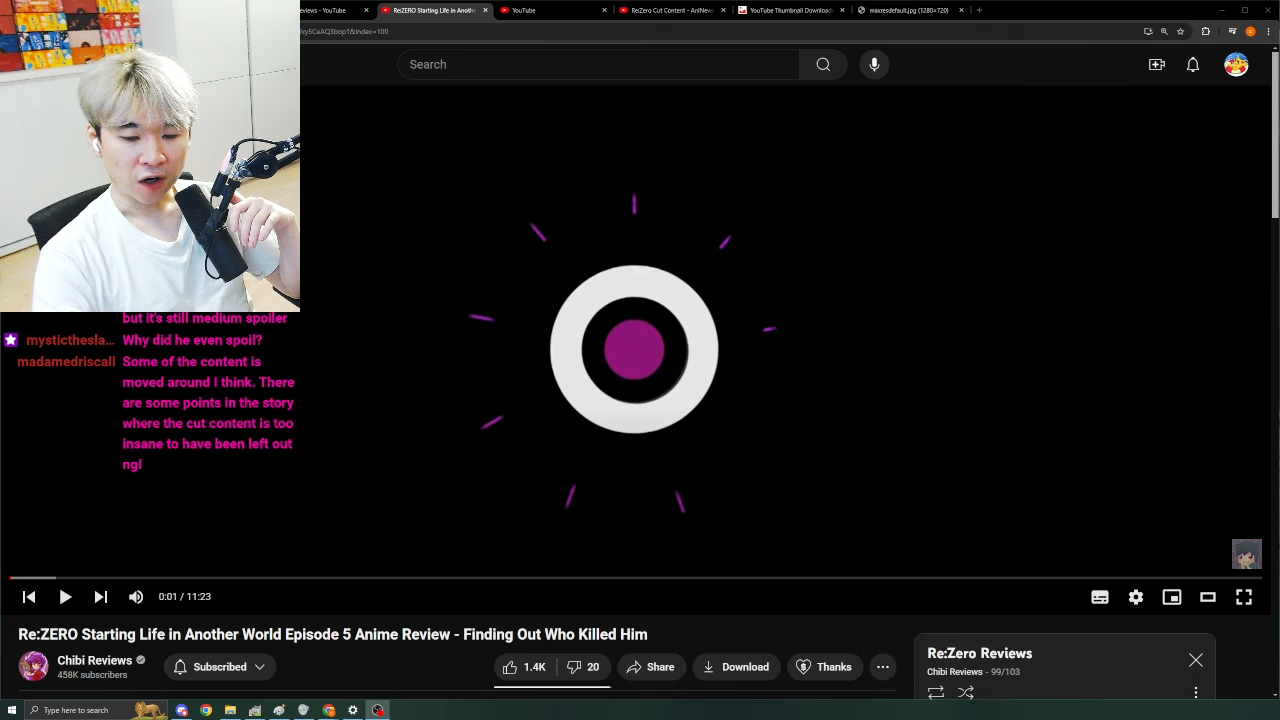 eviews - YouTube
Re:ZERO Starting Life in Anoth
YouTube
ReZero Cut Content - AniNews
YouTube Thumbnail Download
maxresdefault.jpg (1280×720)
xy5CeAQ3bop1&index=100
Search
but it's still medium spoiler
mysticthesla... Why did he even spoil?
madamedriscall Some of the content is
moved around I think. There
are some points in the story
where the cut content is too
insane to have been left out
ngl
0:01 / 11:23
Re:ZERO Starting Life in Another World Episode 5 Anime Review - Finding Out Who Killed Him
Chibi Reviews
458K subscribers
Subscribed
1.4K
20
Share
Download
Thanks
Re:Zero Reviews
Chibi Reviews - 99/103
Type here to search